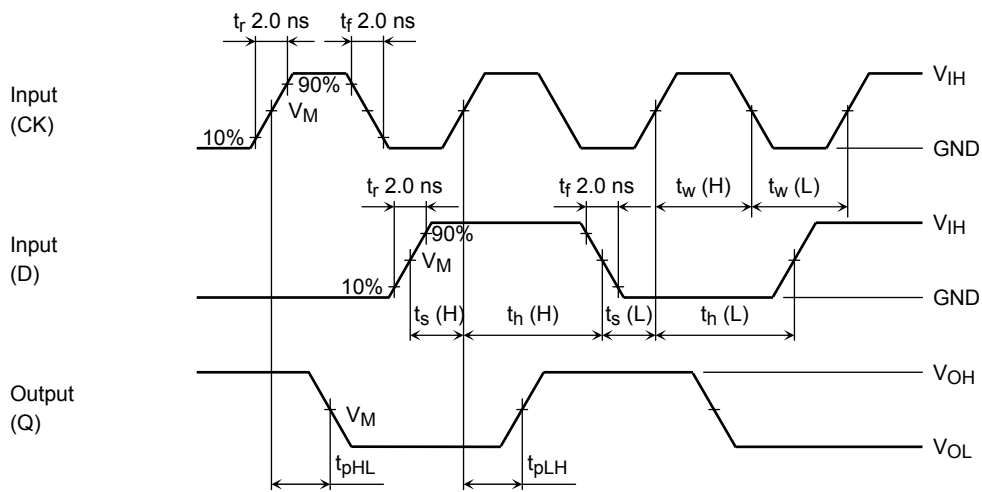 tr 2.0 ns
tf 2.0 ns
Input
(CK)
90%
VM
10%
VIH
GND
tr 2.0 ns
tf 2.0 ns
tw (H)
tw (L)
Input
(D)
90%
VM
10%
VIH
GND
ts (H)
th (H)
ts (L)
th (L)
Output
(Q)
VM
VOH
VOL
tpHL
tpLH